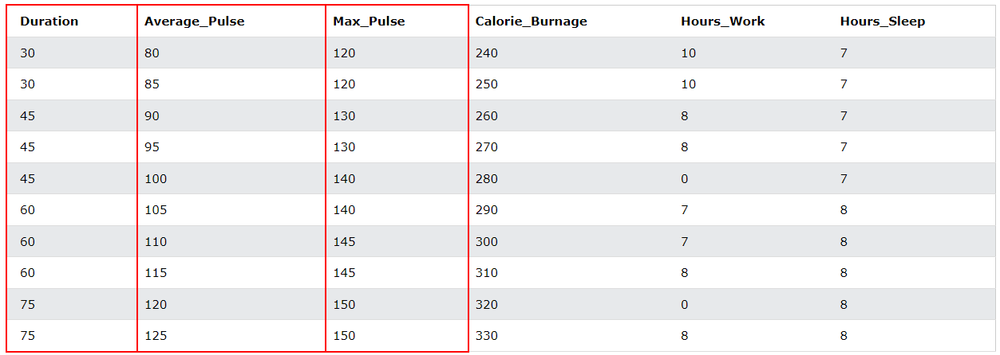 Duration Average_Pulse Max_Pulse Calorie_Burnage Hours_Work Hours_Sleep
30 80 120 240 10 7
30 85 120 250 10 7
45 90 130 260 8 7
45 95 130 270 8 7
45 100 140 280 0 7
60 105 140 290 7 8
60 110 145 300 7 8
60 115 145 310 8 8
75 120 150 320 0 8
75 125 150 330 8 8